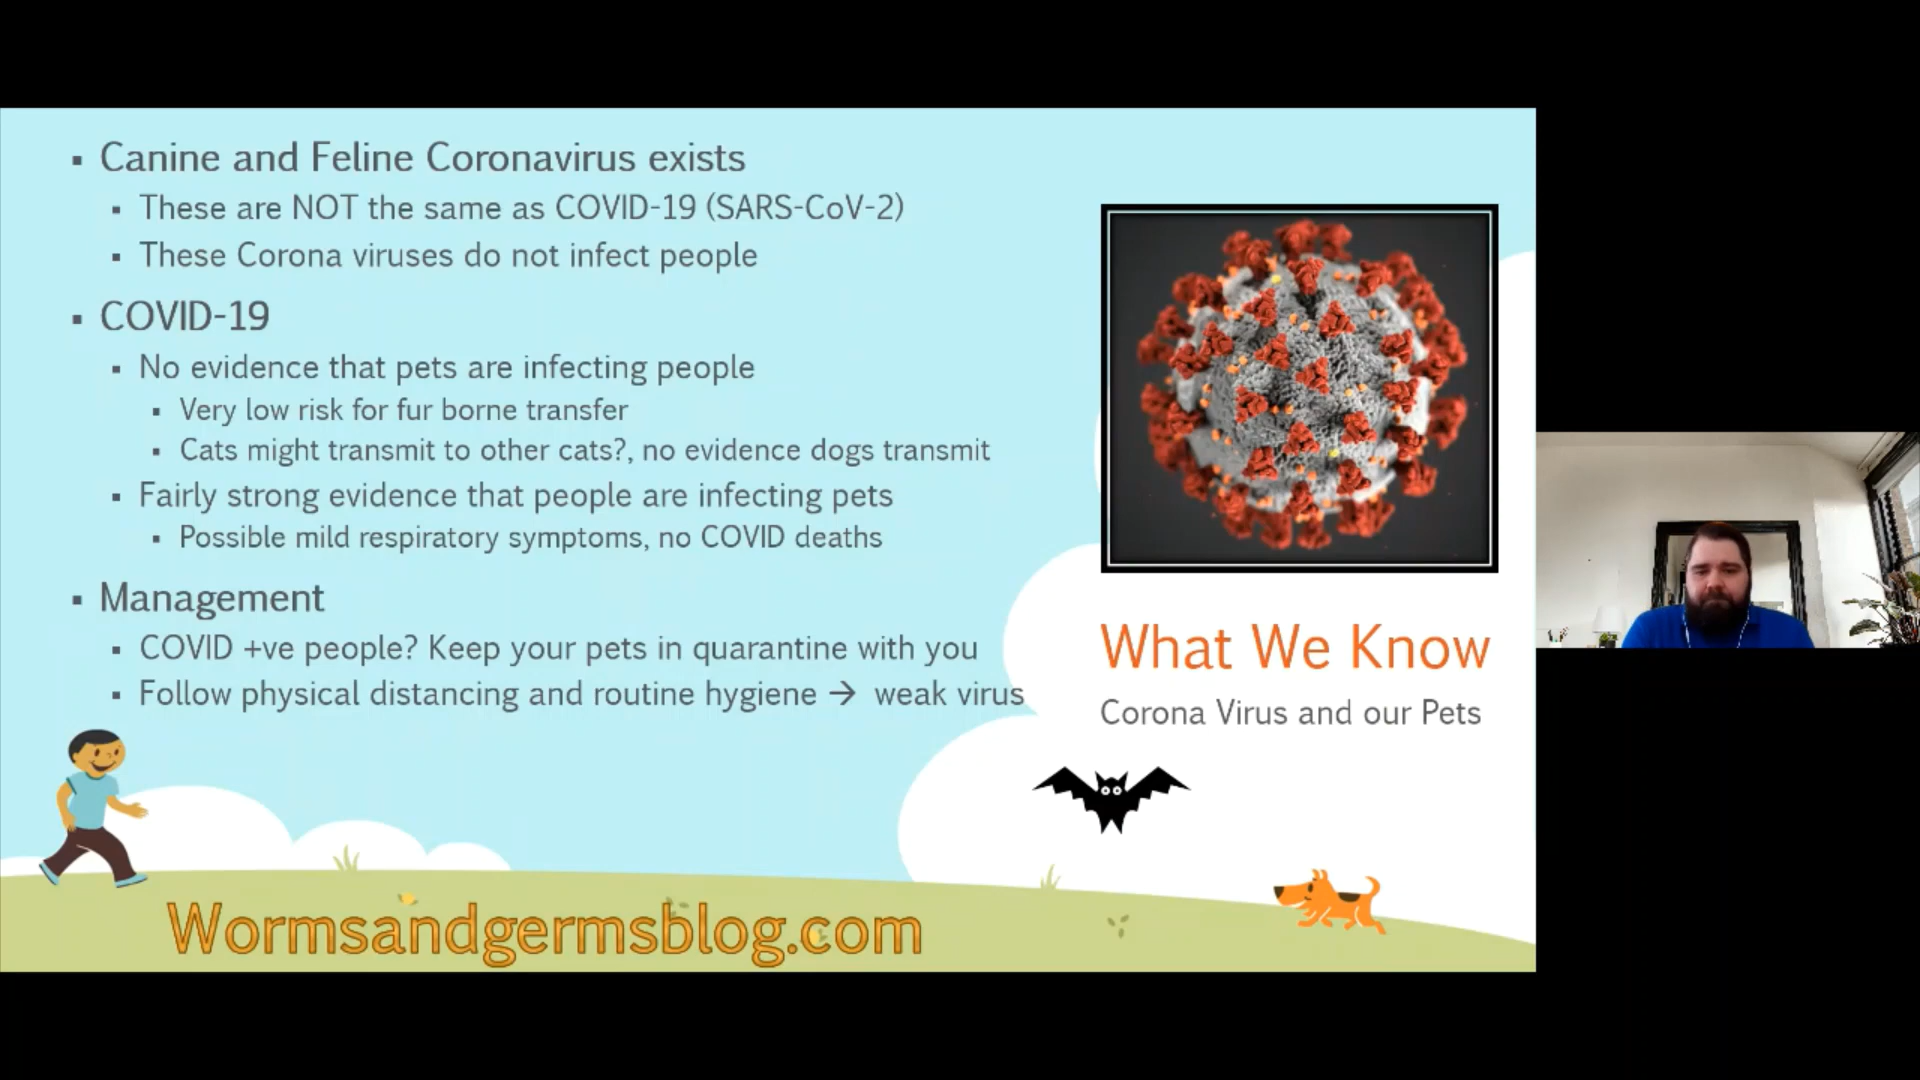 Canine and Feline Coronavirus exists
These are NOT the same as COVID-19 (SARS-CoV-2)
These Corona viruses do not infect people
COVID-19
No evidence that pets are infecting people
Very low risk for fur borne transfer
Cats might transmit to other cats?, no evidence dogs transmit
Fairly strong evidence that people are infecting pets
Possible mild respiratory symptoms, no COVID deaths
Management
COVID +ve people? Keep your pets in quarantine with you
Follow physical distancing and routine hygiene → weak virus
What We Know
Corona Virus and our Pets
Wormsandgermsblog.com